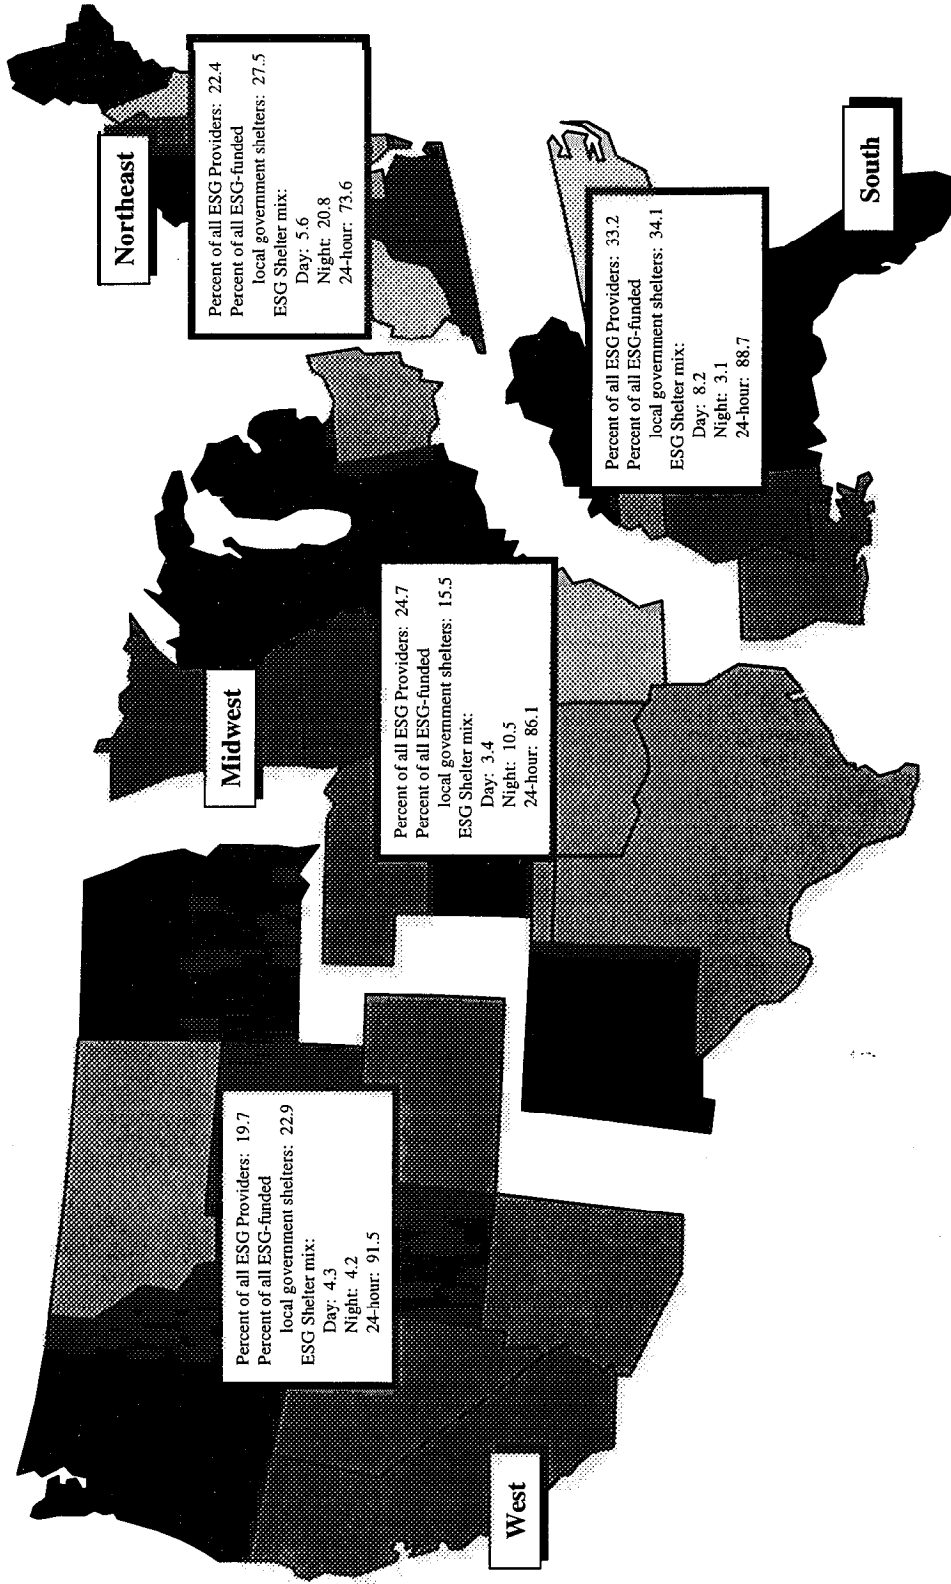 West
Percent of all ESG Providers: 19.7
Percent of all ESG-funded
local government shelters: 22.9
ESG Shelter mix:
Day: 4.3
Night: 4.2
24-hour: 91.5
Midwest
Percent of all ESG Providers: 24.7
Percent of all ESG-funded
local government shelters: 15.5
ESG Shelter mix:
Day: 3.4
Night: 10.5
24-hour: 86.1
Northeast
Percent of all ESG Providers: 22.4
Percent of all ESG-funded
local government shelters: 27.5
ESG Shelter mix:
Day: 5.6
Night: 20.8
24-hour: 73.6
South
Percent of all ESG Providers: 33.2
Percent of all ESG-funded
local government shelters: 34.1
ESG Shelter mix:
Day: 8.2
Night: 3.1
24-hour: 88.7